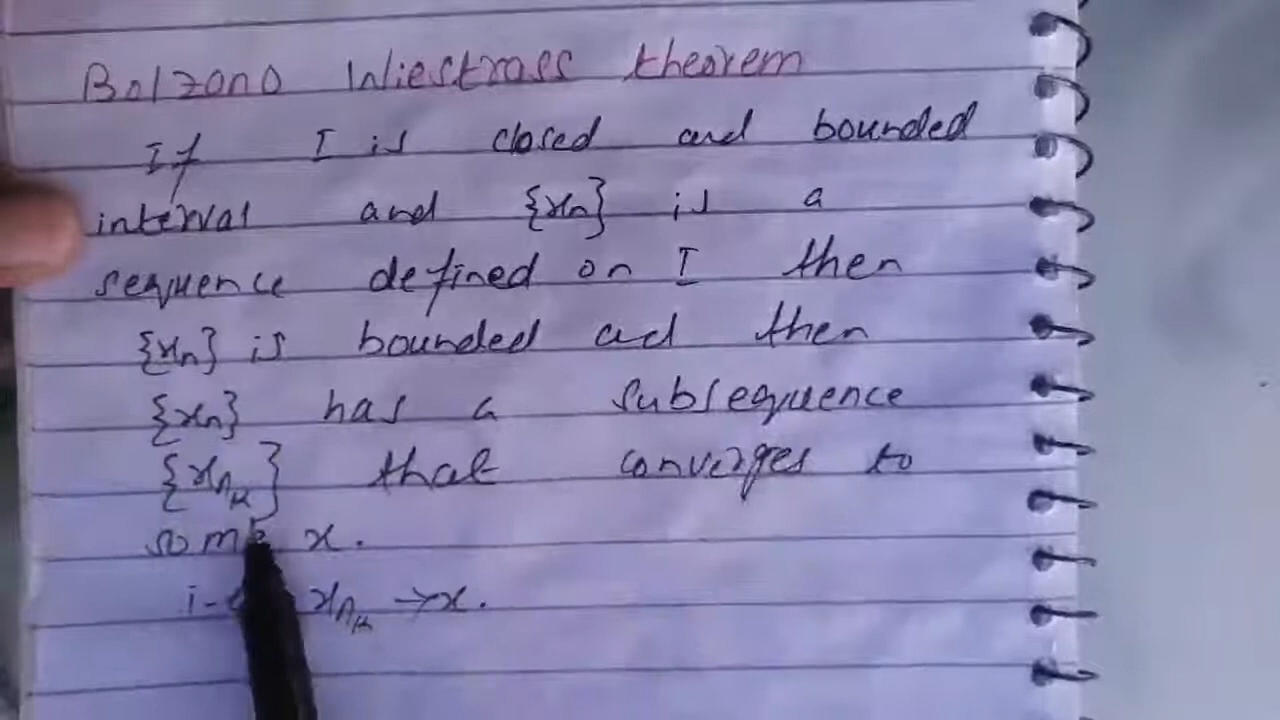 Bolzano Wiestrass theorem
If I is closed and bounded
interval and {xn} is a
sequence defined on I then
{xn} is bounded and then
{xn} has a subsequence
{xnk} that converges to
some x.
i-e xnk → x.